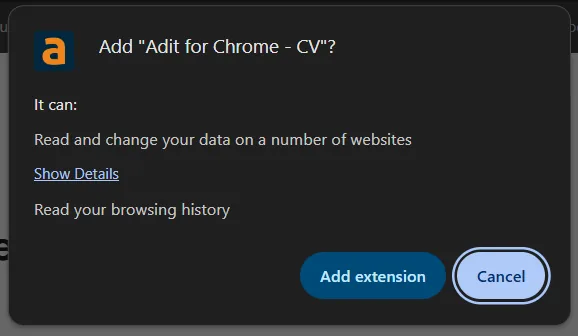 a
Add "Adit for Chrome - CV"?
It can:
Read and change your data on a number of websites
Show Details
Read your browsing history
Add extension
Cancel